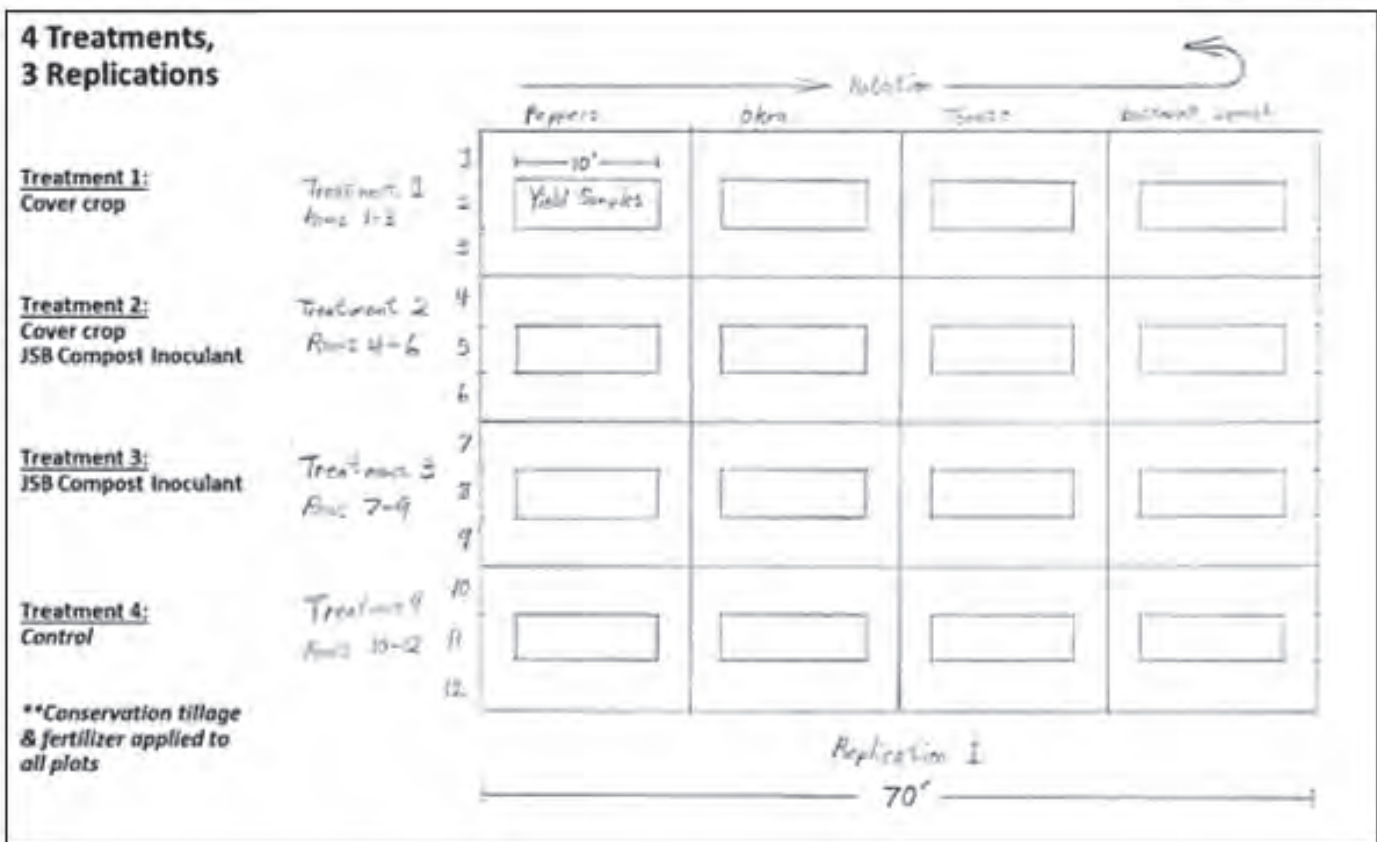 4 Treatments,
3 Replications
Rotation
Peppers Okra
Treatment 1:
Cover crop
Treatment 1
Rows 1-3
1
2
3
10'
Yield Samples
Treatment 2:
Cover crop
JSB Compost Inoculant
Treatment 2
Rows 4-6
4
5
6
Treatment 3:
JSB Compost Inoculant
Treatment 3
Rows 7-9
7
8
9
Treatment 4:
Control
Treatment 4
Rows 10-12
10
11
12
**Conservation tillage
& fertilizer applied to
all plots
Replication I
70'